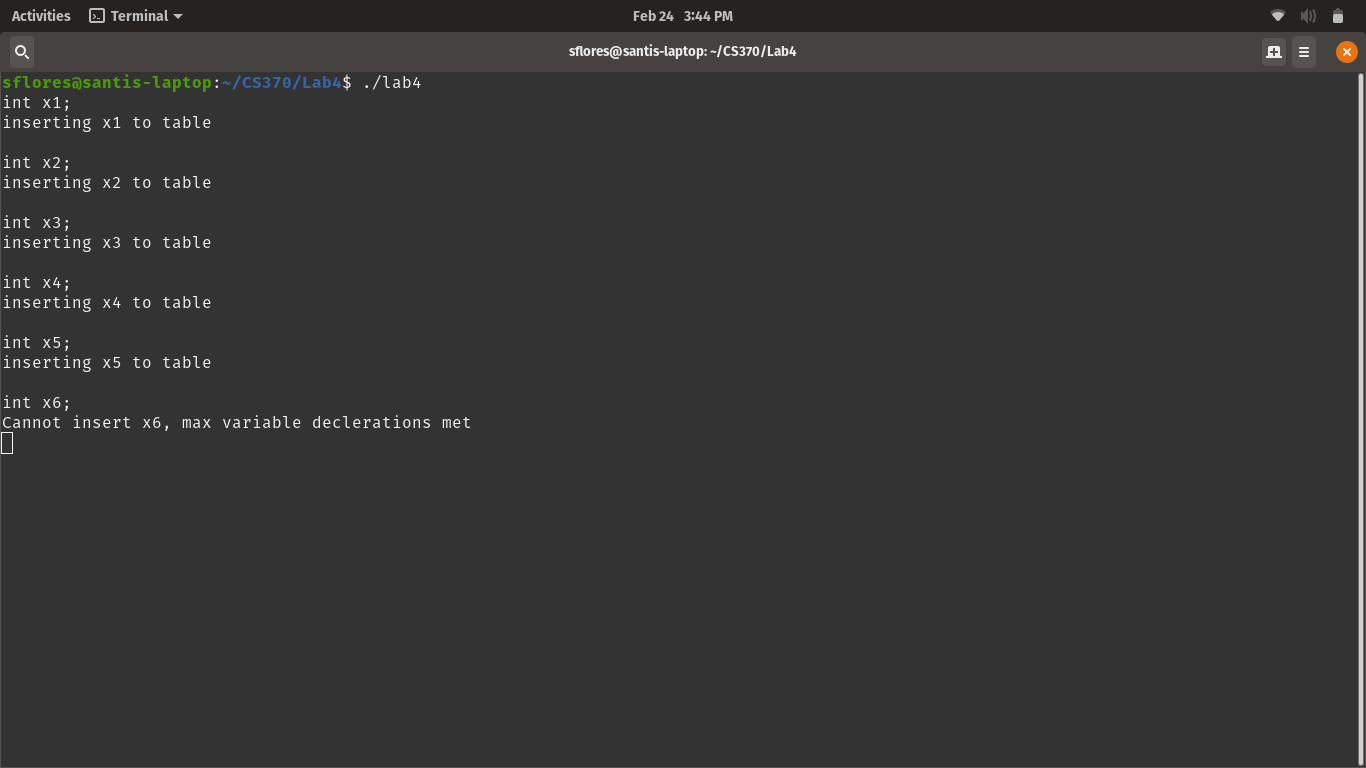 Activities Terminal Feb 24 3:44 PM
sflores@santis-laptop: ~/CS370/Lab4
sflores@santis-laptop:~/CS370/Lab4$ ./lab4
int x1;
inserting x1 to table
int x2;
inserting x2 to table
int x3;
inserting x3 to table
int x4;
inserting x4 to table
int x5;
inserting x5 to table
int x6;
Cannot insert x6, max variable declerations met